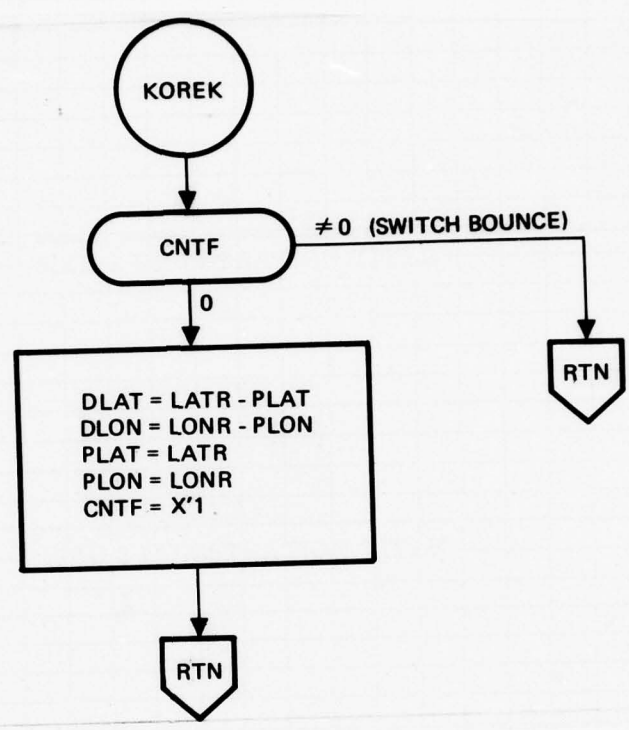 KOREK
CNTF
≠ 0 (SWITCH BOUNCE)
0
RTN
DLAT = LATR - PLAT
DLON = LONR - PLON
PLAT = LATR
PLON = LONR
CNTF = X'1
RTN